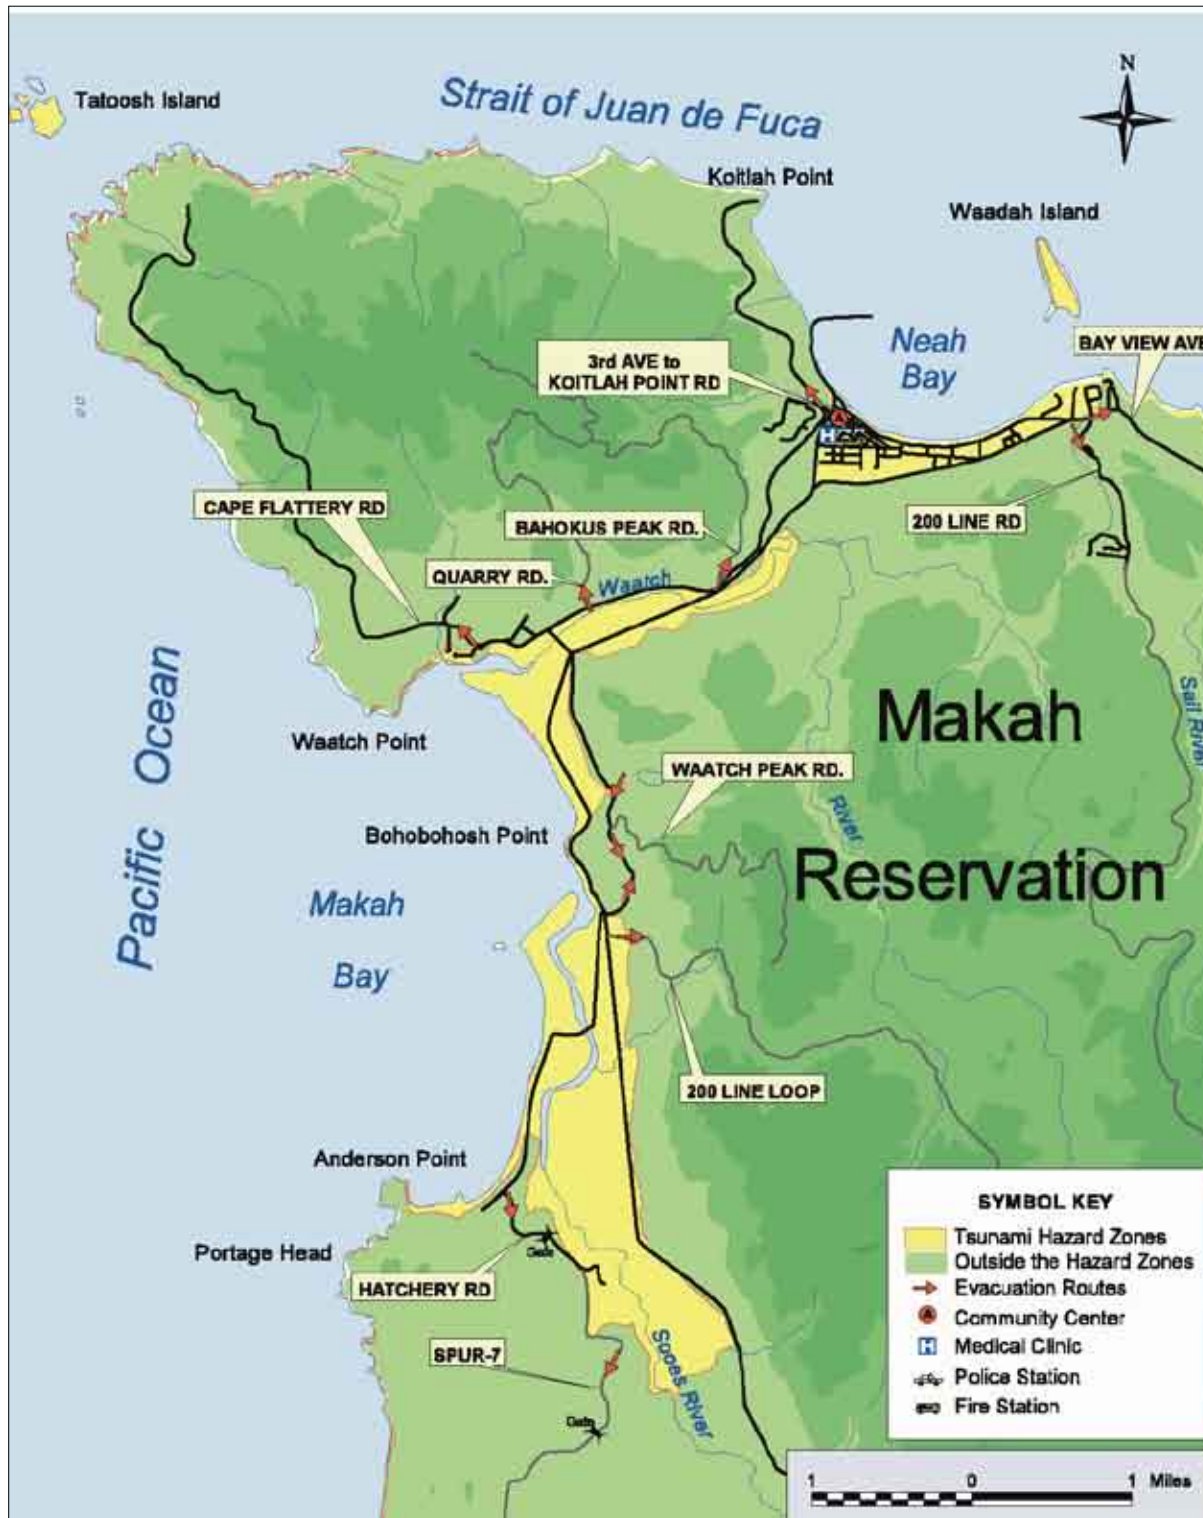 N
Tatoosh Island
Strait of Juan de Fuca
Koitlah Point
Waadah Island
Neah
Bay
BAY VIEW AVE
3rd AVE to
KOITLAH POINT RD
A
H
CAPE FLATTERY RD
BAHOKUS PEAK RD.
200 LINE RD
QUARRY RD.
Waatch
Pacific Ocean
Makah
Sail River
Waatch Point
WAATCH PEAK RD.
River
Bohobohosh Point
Reservation
Makah
Bay
200 LINE LOOP
Anderson Point
Portage Head
Gate
HATCHERY RD
SPUR-7
Sooes River
Gate
SYMBOL KEY
Tsunami Hazard Zones
Outside the Hazard Zones
Evacuation Routes
A Community Center
H Medical Clinic
Police Station
Fire Station
1 0 1 Miles